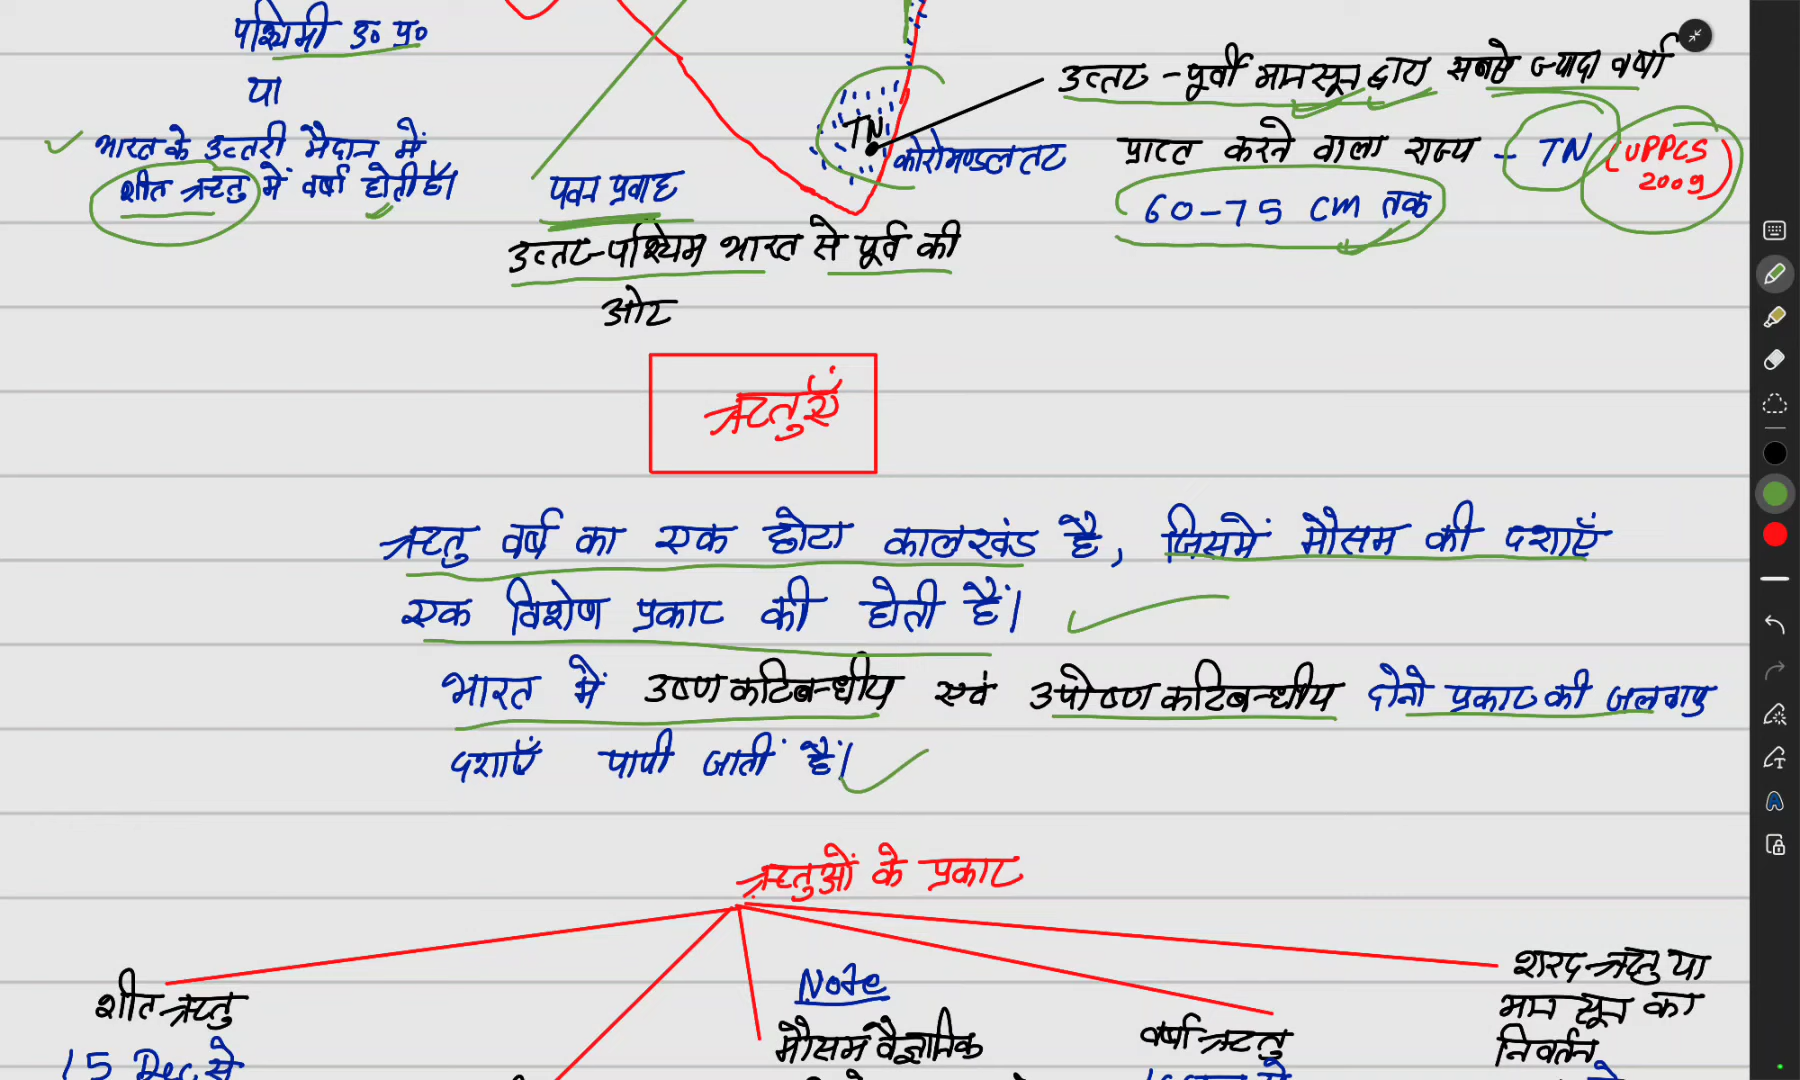 पश्चिमी उ० प्र०
या
भारत के उत्तरी मैदान में
शीत ऋतु में वर्षा होती है।
TN
कोरोमण्डल तट
पवन प्रवाह
उत्तर-पश्चिम भारत से पूर्व की
ओर
उत्तर-पूर्वी मानसून द्वारा सबसे ज्यादा वर्षा
प्राप्त करने वाला राज्य - TN (UPPCS
2009)
60-75 cm तक
ऋतुएँ
ऋतु वर्ष का एक छोटा कालखंड है, जिसमें मौसम की दशाएँ
एक विशेष प्रकार की होती हैं।
भारत में उष्ण कटिबन्धीय एवं उपोष्ण कटिबन्धीय दोनो प्रकार की जलवायु
दशाएँ पायी जातीं हैं।
ऋतुओं के प्रकार
शीत ऋतु
15 Dec से
Note
मौसम वैज्ञानिक
वर्षा ऋतु
शरद ऋतु या
मानसून का
निवर्तन